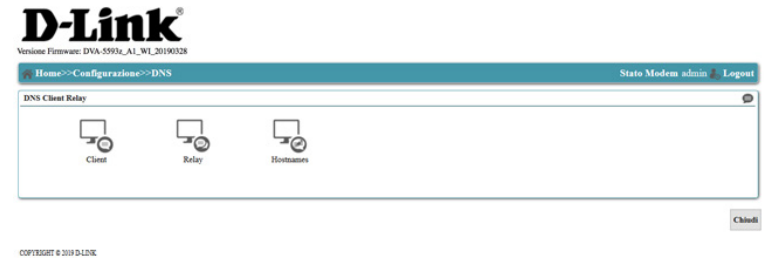 D-Link®
Versione Firmware: DVA-5593z_A1_WI_20190328
Home>>Configurazione>>DNS
Stato Modem admin Logout
DNS Client Relay
Client Relay Hostnames
Chiudi
COPYRIGHT © 2019 D-LINK